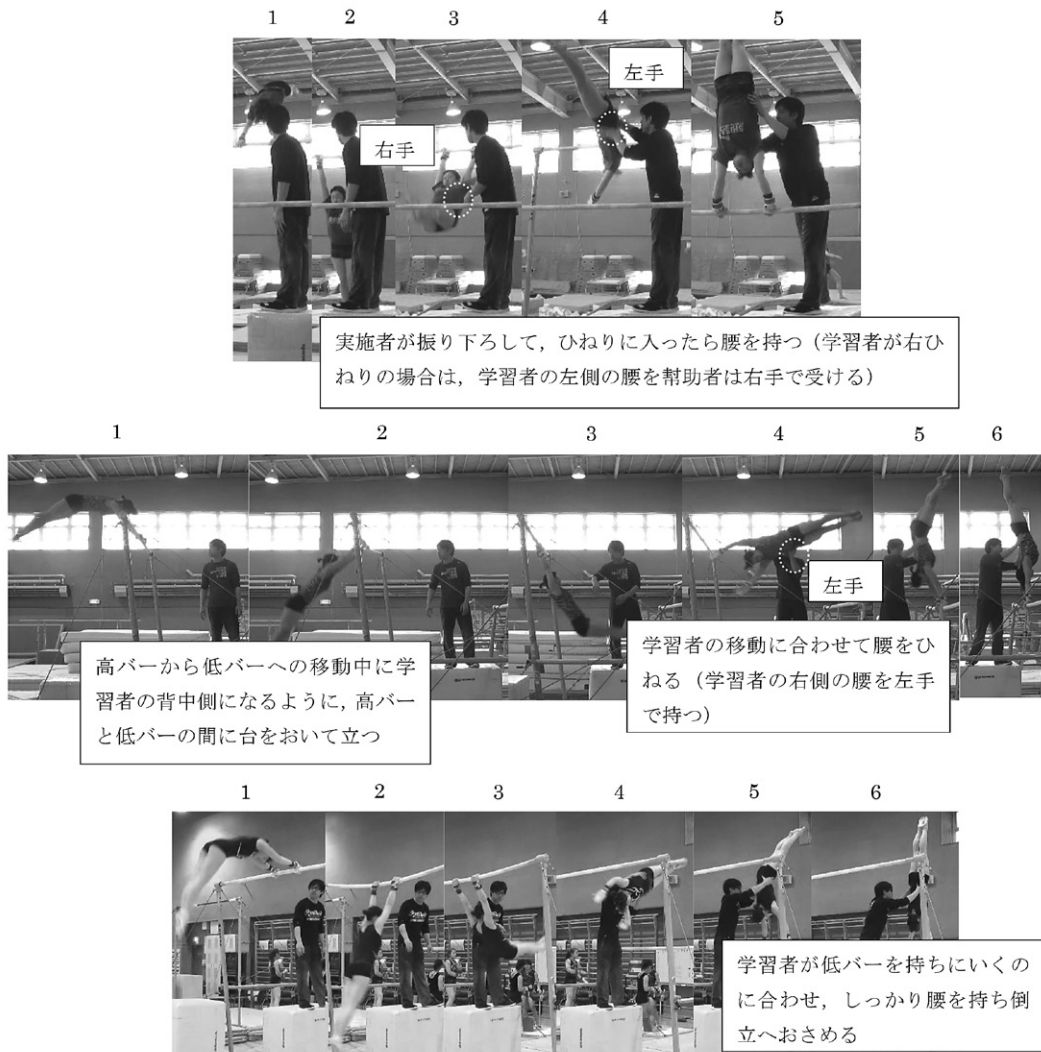 1 2 3 4 5
左手
右手
実施者が振り下ろして，ひねりに入ったら腰を持つ（学習者が右ひ
ねりの場合は，学習者の左側の腰を幇助者は右手で受ける）
1 2 3 4 5 6
左手
高バーから低バーへの移動中に学
習者の背中側になるように，高バー
と低バーの間に台をおいて立つ
学習者の移動に合わせて腰をひ
ねる（学習者の右側の腰を左手
で持つ）
1 2 3 4 5 6
学習者が低バーを持ちにいくの
に合わせ，しっかり腰を持ち倒
立へおさめる